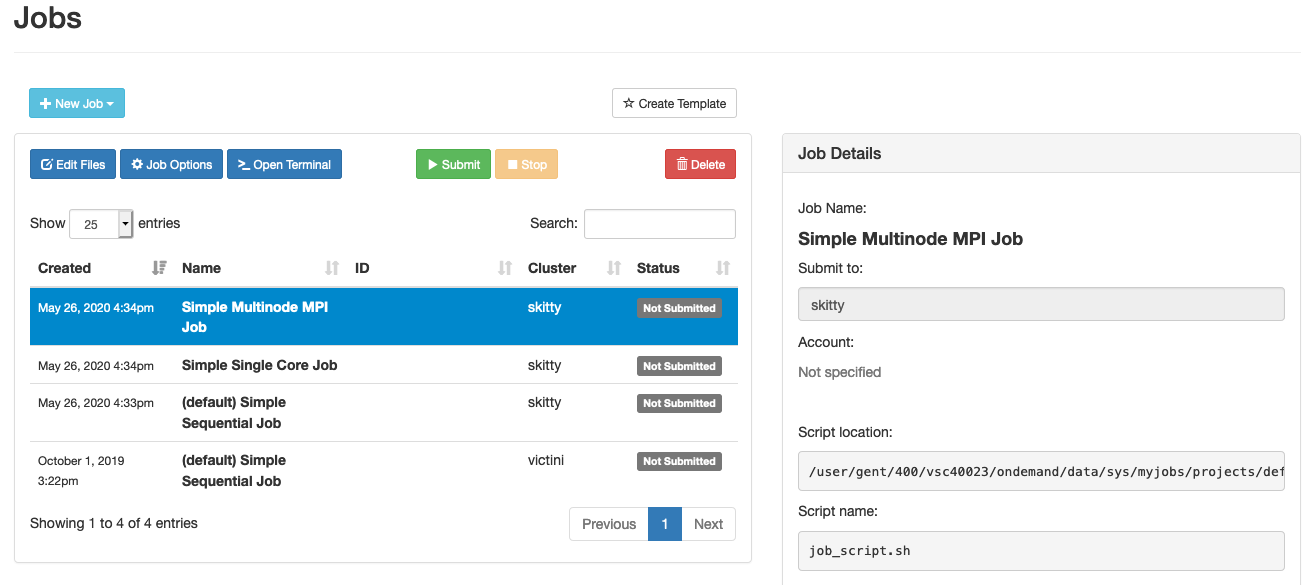 Jobs
New Job
Create Template
Edit Files
Job Options
Open Terminal
Submit
Stop
Delete
Show 25 entries
Search:
Created Name ID Cluster Status
May 26, 2020 4:34pm Simple Multinode MPI skitty Not Submitted
Job
May 26, 2020 4:34pm Simple Single Core Job skitty Not Submitted
May 26, 2020 4:33pm (default) Simple skitty Not Submitted
Sequential Job
October 1, 2019 (default) Simple victini Not Submitted
3:22pm Sequential Job
Showing 1 to 4 of 4 entries
Previous 1 Next
Job Details
Job Name:
Simple Multinode MPI Job
Submit to:
skitty
Account:
Not specified
Script location:
/user/gent/400/vsc40023/ondemand/data/sys/myjobs/projects/def
Script name:
job_script.sh